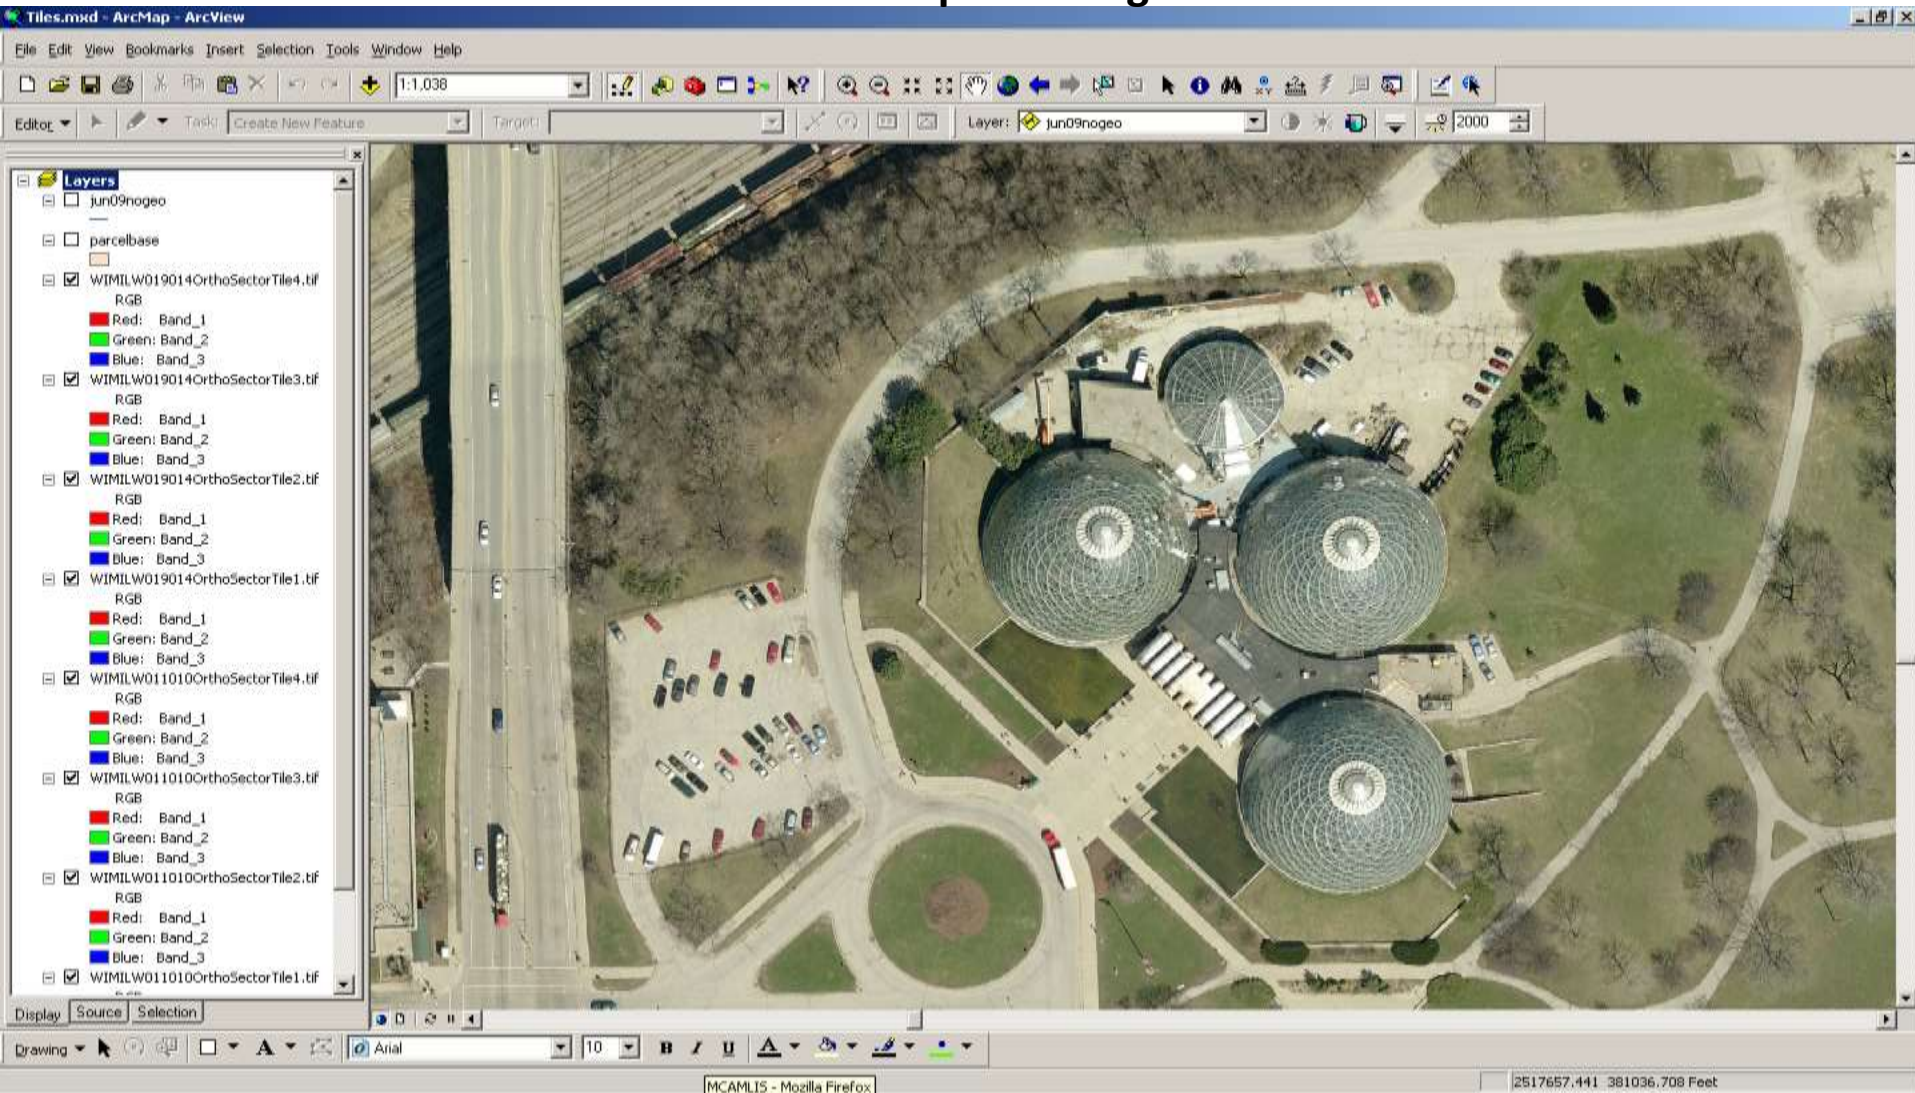 Tiles.mxd - ArcMap - ArcView
File Edit View Bookmarks Insert Selection Tools Window Help
1:1,038
Editor Task: Create New Feature Target: Layer: jun09nogeo 2000
Layers
jun09nogeo
parcelbase
WIMILW019014OrthoSectorTile4.tif
RGB
Red: Band_1
Green: Band_2
Blue: Band_3
WIMILW019014OrthoSectorTile3.tif
RGB
Red: Band_1
Green: Band_2
Blue: Band_3
WIMILW019014OrthoSectorTile2.tif
RGB
Red: Band_1
Green: Band_2
Blue: Band_3
WIMILW019014OrthoSectorTile1.tif
RGB
Red: Band_1
Green: Band_2
Blue: Band_3
WIMILW011010OrthoSectorTile4.tif
RGB
Red: Band_1
Green: Band_2
Blue: Band_3
WIMILW011010OrthoSectorTile3.tif
RGB
Red: Band_1
Green: Band_2
Blue: Band_3
WIMILW011010OrthoSectorTile2.tif
RGB
Red: Band_1
Green: Band_2
Blue: Band_3
WIMILW011010OrthoSectorTile1.tif
Display Source Selection
Drawing A Arial 10 B I U A
MCAMLIS - Mozilla Firefox
2517657.441 381036.708 Feet